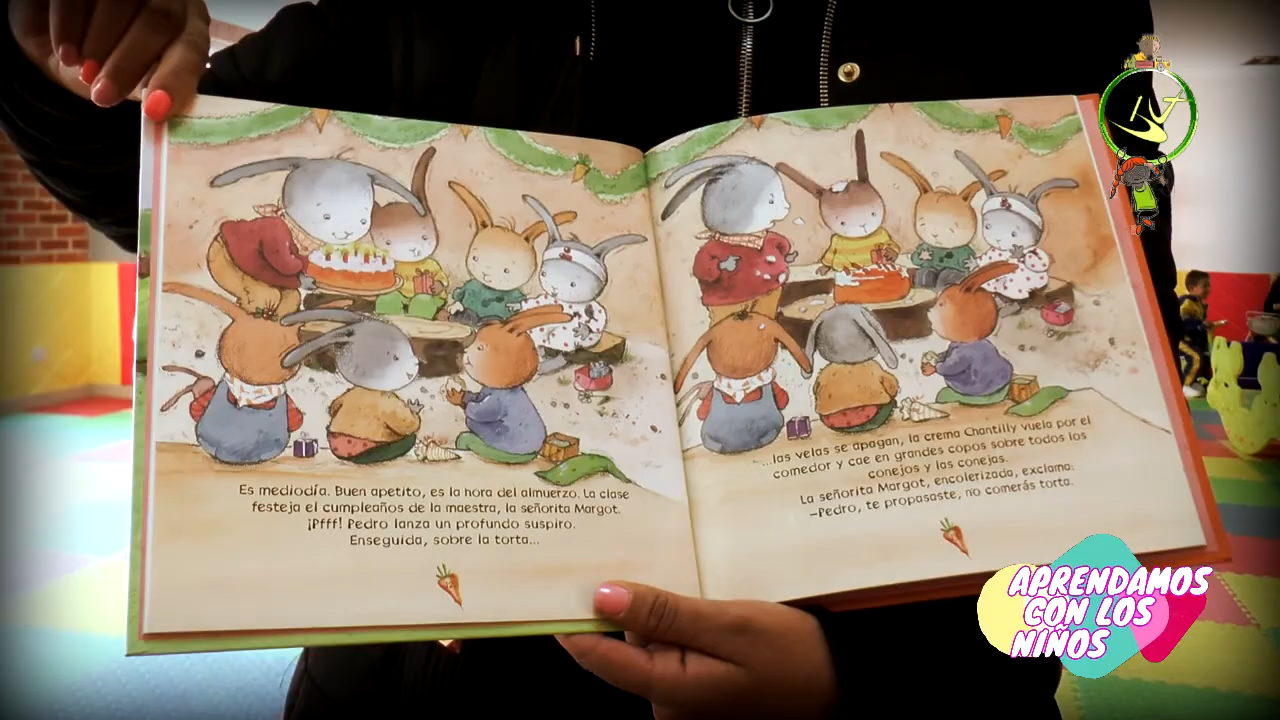 Es mediodía. Buen apetito, es la hora del almuerzo. La clase
festeja el cumpleaños de la maestra, la señorita Margot.
¡Pfff! Pedro lanza un profundo suspiro.
Enseguida, sobre la torta...
...las velas se apagan, la crema Chantilly vuela por el
comedor y cae en grandes copos sobre todos los
conejos y las conejas.
La señorita Margot, encolerizada, exclama:
–Pedro, te propasaste, no comerás torta.
APRENDAMOS
CON LOS
NIÑOS